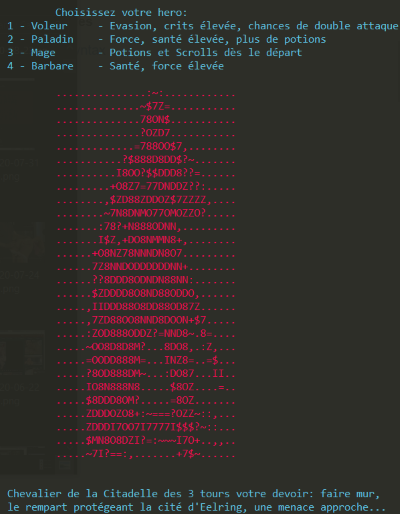 Choisissez votre hero:
1 - Voleur - Evasion, crits élevée, chances de double attaque
2 - Paladin - Force, santé élevée, plus de potions
3 - Mage - Potions et Scrolls dès le départ
4 - Barbare - Santé, force élevée
Chevalier de la Citadelle des 3 tours votre devoir: faire mur,
le rempart protégeant la cité d'Eelring, une menace approche...